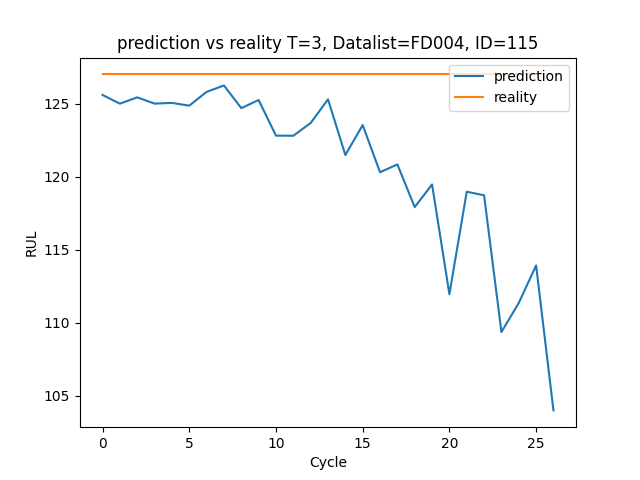 prediction vs reality T=3, Datalist=FD004, ID=115
prediction
reality
RUL
125
120
115
110
105
0 5 10 15 20 25
Cycle